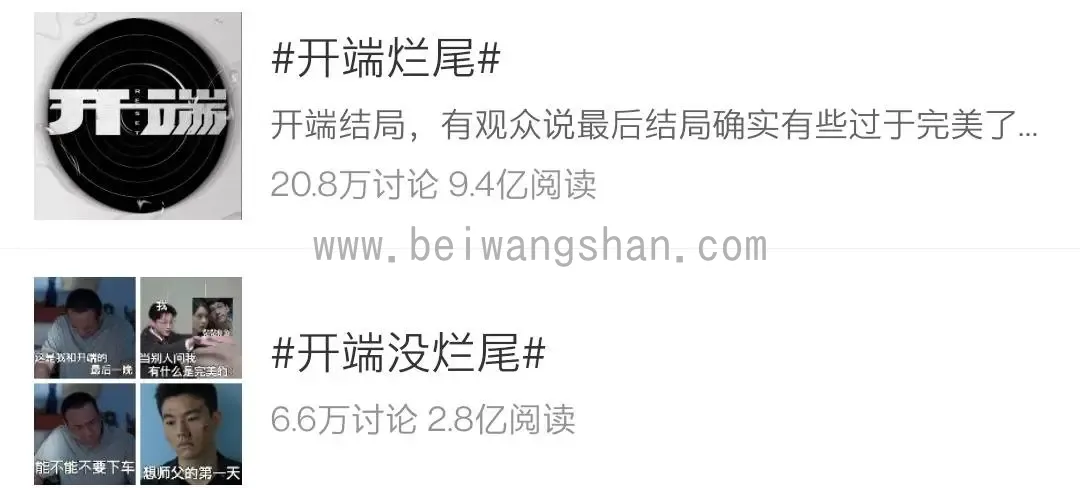 开端
RESET
#开端烂尾#
开端结局，有观众说最后结局确实有些过于完美了...
20.8万讨论 9.4亿阅读
www.beiwangshan.com
我
这是我和开端的
最后一晚
当别人问我
有什么是完美的
#开端没烂尾#
6.6万讨论 2.8亿阅读
能不能不要下车
想师父的第一天